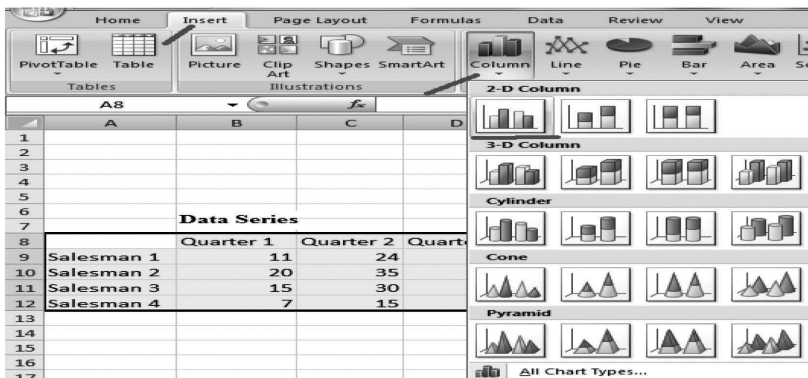 Home Insert Page Layout Formulas Data Review View
PivotTable Table Picture Clip Art Shapes SmartArt Column Line Pie Bar Area
Tables Illustrations
2-D Column
A8 fx
A B C D
1
3-D Column
2
3
4
5
Cylinder
6
Data Series
7
8 Quarter 1 Quarter 2
9 Salesman 1 11 24
Cone
10 Salesman 2 20 35
11 Salesman 3 15 30
12 Salesman 4 7 15
Pyramid
13
14
15
16
17
All Chart Types...